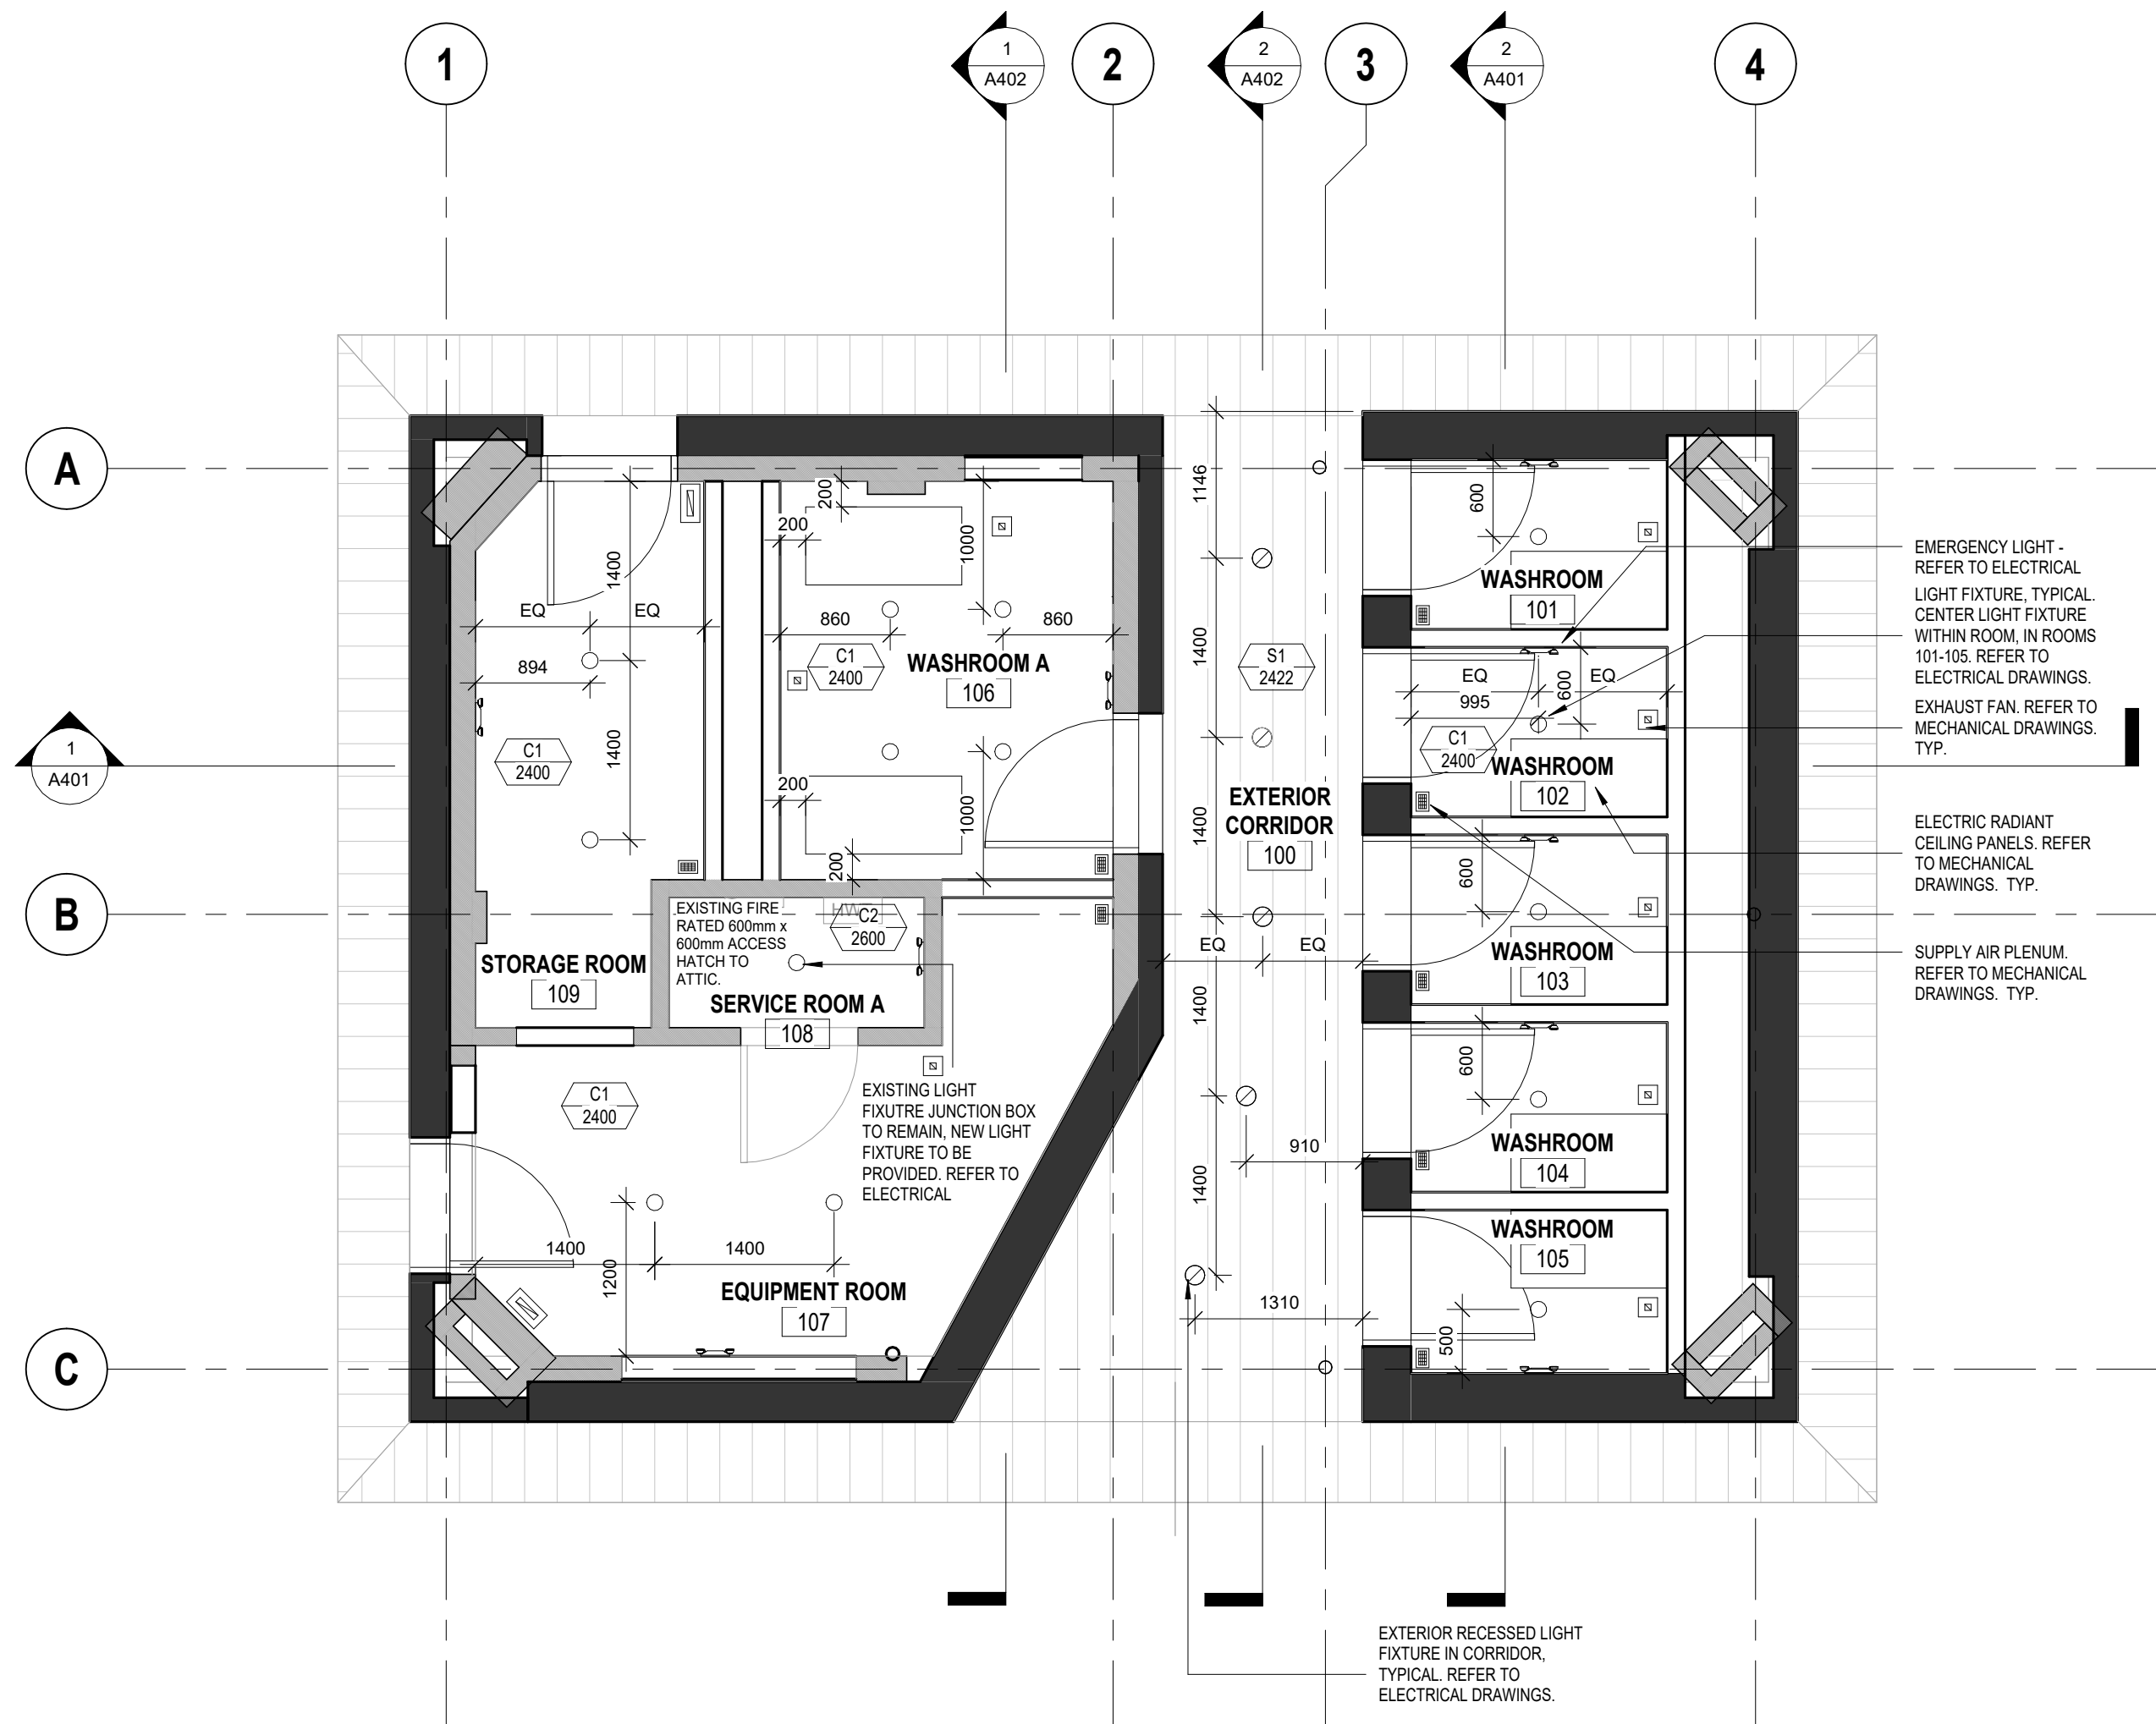 1
2
3
4
1
A402
2
A402
2
A401
A
B
C
1
A401
1400
1400
EQ
EQ
894
C1
2400
STORAGE ROOM
109
200
200
1000
860
860
C1
2400
WASHROOM A
106
200
200
1000
EXISTING FIRE
RATED 600mm x
600mm ACCESS
HATCH TO
ATTIC.
C2
2600
SERVICE ROOM A
108
EXISTING LIGHT
FIXUTRE JUNCTION BOX
TO REMAIN, NEW LIGHT
FIXTURE TO BE
PROVIDED. REFER TO
ELECTRICAL
C1
2400
1400
1400
1200
EQUIPMENT ROOM
107
1146
1400
1400
1400
1400
S1
2422
EXTERIOR
CORRIDOR
100
EQ
EQ
910
1310
600
WASHROOM
101
EQ
EQ
995
600
C1
2400
WASHROOM
102
600
WASHROOM
103
600
WASHROOM
104
WASHROOM
105
500
EMERGENCY LIGHT -
REFER TO ELECTRICAL
LIGHT FIXTURE, TYPICAL.
CENTER LIGHT FIXTURE
WITHIN ROOM, IN ROOMS
101-105. REFER TO
ELECTRICAL DRAWINGS.
EXHAUST FAN. REFER TO
MECHANICAL DRAWINGS.
TYP.
ELECTRIC RADIANT
CEILING PANELS. REFER
TO MECHANICAL
DRAWINGS. TYP.
SUPPLY AIR PLENUM.
REFER TO MECHANICAL
DRAWINGS. TYP.
EXTERIOR RECESSED LIGHT
FIXTURE IN CORRIDOR,
TYPICAL. REFER TO
ELECTRICAL DRAWINGS.